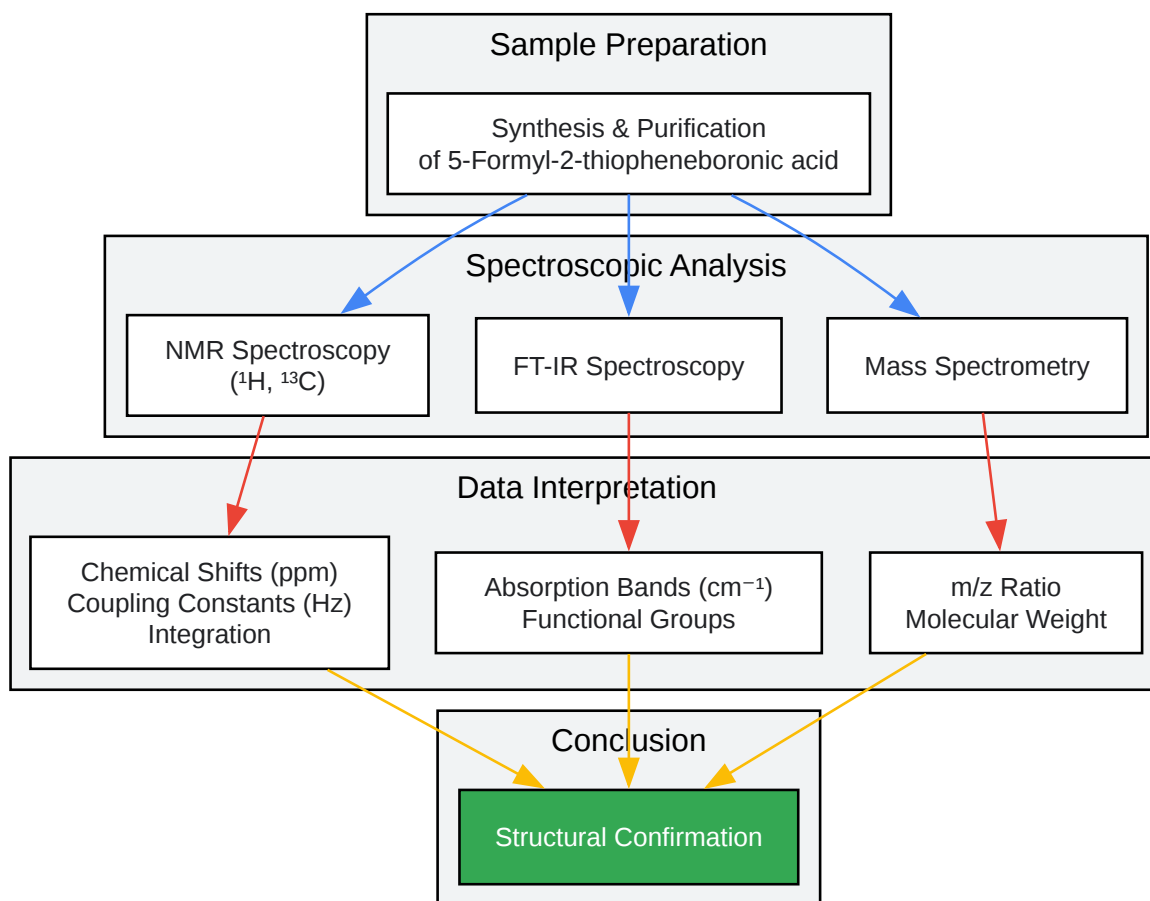 Sample Preparation
Synthesis & Purification
of 5-Formyl-2-thiopheneboronic acid
Spectroscopic Analysis
NMR Spectroscopy
(¹H, ¹³C)
FT-IR Spectroscopy
Mass Spectrometry
Data Interpretation
Chemical Shifts (ppm)
Coupling Constants (Hz)
Integration
Absorption Bands (cm⁻¹)
Functional Groups
m/z Ratio
Molecular Weight
Conclusion
Structural Confirmation